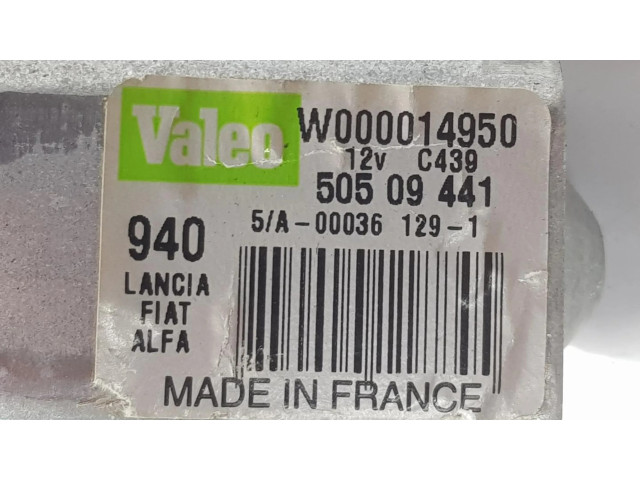 Valeo W000014950
12v C439
505 09 441
5/A-00036 129-1
940
LANCIA
FIAT
ALFA
MADE IN FRANCE